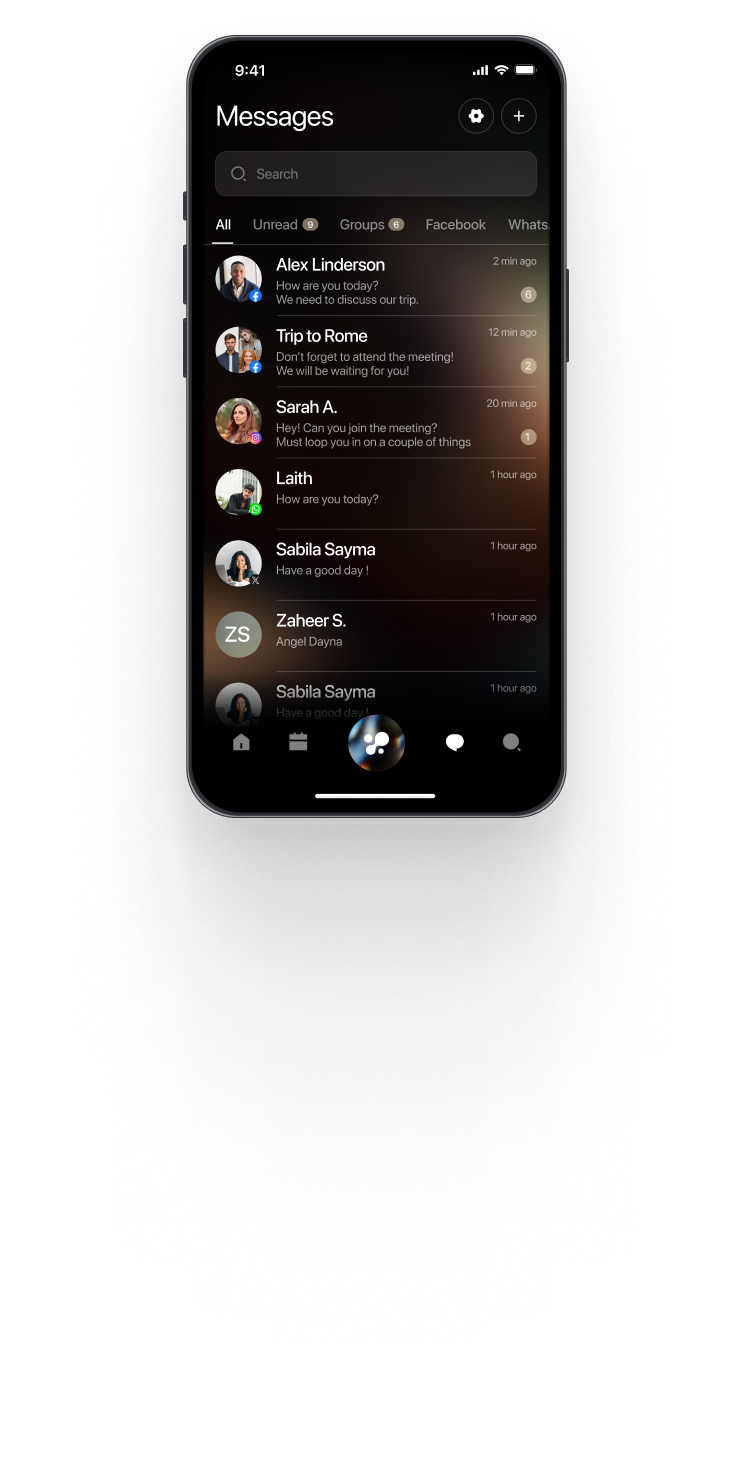 9:41
Messages
Search
All Unread 9 Groups 6 Facebook Whats
Alex Linderson 2 min ago
How are you today?
We need to discuss our trip. 6
Trip to Rome 12 min ago
Don't forget to attend the meeting!
We will be waiting for you! 2
Sarah A. 20 min ago
Hey! Can you join the meeting?
Must loop you in on a couple of things 1
Laith 1 hour ago
How are you today?
Sabila Sayma 1 hour ago
Have a good day !
ZS
Zaheer S. 1 hour ago
Angel Dayna
Sabila Sayma 1 hour ago
Have a good day !